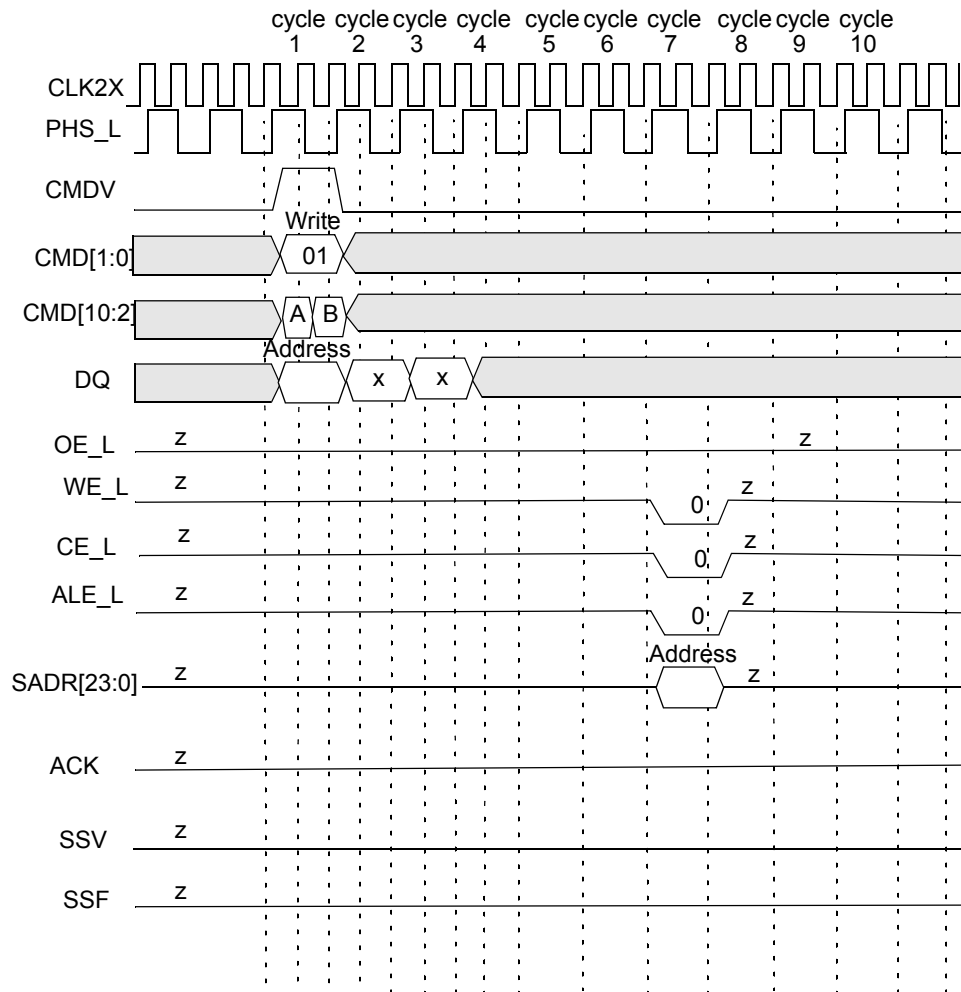 cycle cycle cycle cycle cycle cycle cycle cycle cycle cycle
1 2 3 4 5 6 7 8 9 10
CLK2X
PHS_L
CMDV
Write
CMD[1:0] 01
CMD[10:2] A B
Address
DQ x x
OE_L z z
WE_L z 0 z
CE_L z 0 z
ALE_L z 0 z
Address
SADR[23:0] z z
ACK z
SSV z
SSF z